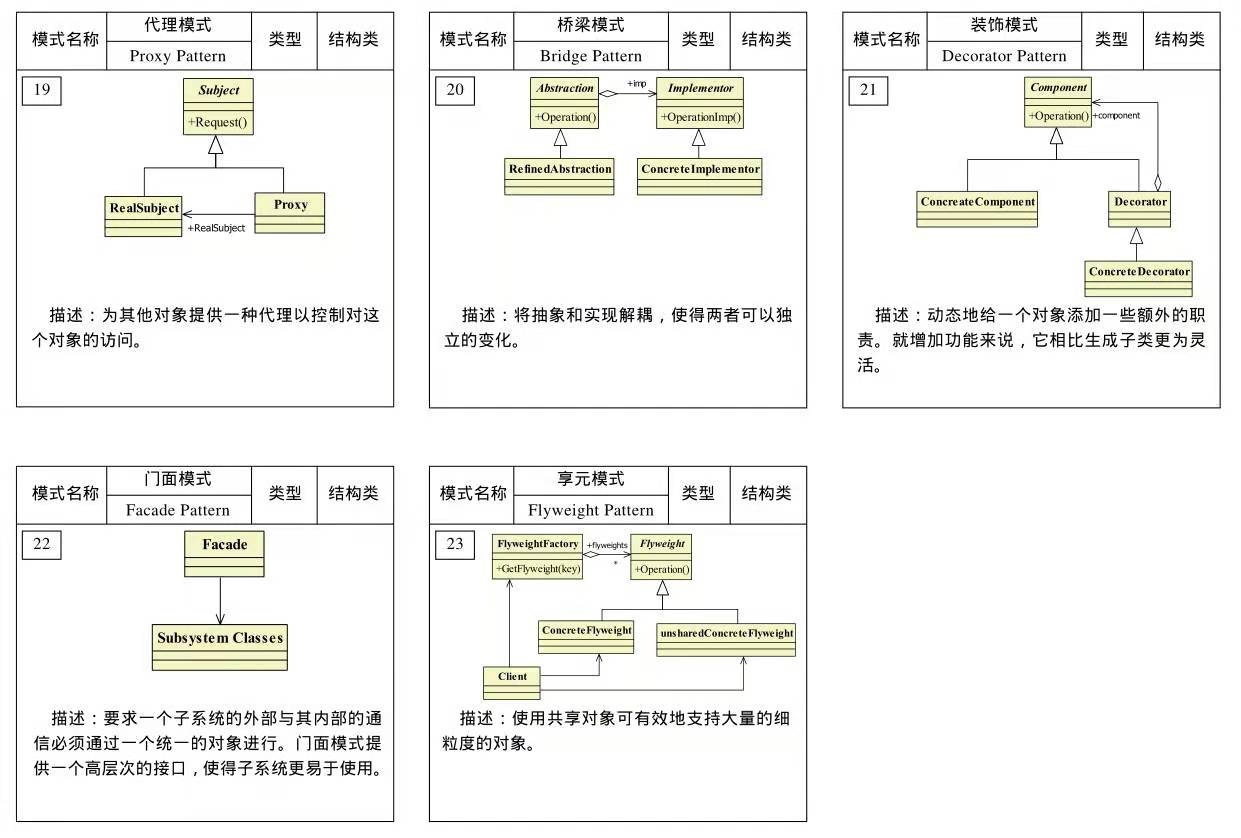 模式名称 代理模式 类型 结构类
Proxy Pattern
19
Subject
+Request()
RealSubject
Proxy
+RealSubject
描述：为其他对象提供一种代理以控制对这
个对象的访问。
模式名称 桥梁模式 类型 结构类
Bridge Pattern
20
Abstraction
+imp
Implementor
+Operation()
+OperationImp()
RefinedAbstraction
ConcreteImplementor
描述：将抽象和实现解耦，使得两者可以独
立的变化。
模式名称 装饰模式 类型 结构类
Decorator Pattern
21
Component
+Operation()
+component
ConcreateComponent
Decorator
ConcreteDecorator
描述：动态地给一个对象添加一些额外的职
责。就增加功能来说，它相比生成子类更为灵
活。
模式名称 门面模式 类型 结构类
Facade Pattern
22
Facade
Subsystem Classes
描述：要求一个子系统的外部与其内部的通
信必须通过一个统一的对象进行。门面模式提
供一个高层次的接口，使得子系统更易于使用。
模式名称 享元模式 类型 结构类
Flyweight Pattern
23
FlyweightFactory
+flyweights
Flyweight
+GetFlyweight(key)
*
+Operation()
ConcreteFlyweight
unsharedConcreteFlyweight
Client
描述：使用共享对象可有效地支持大量的细
粒度的对象。